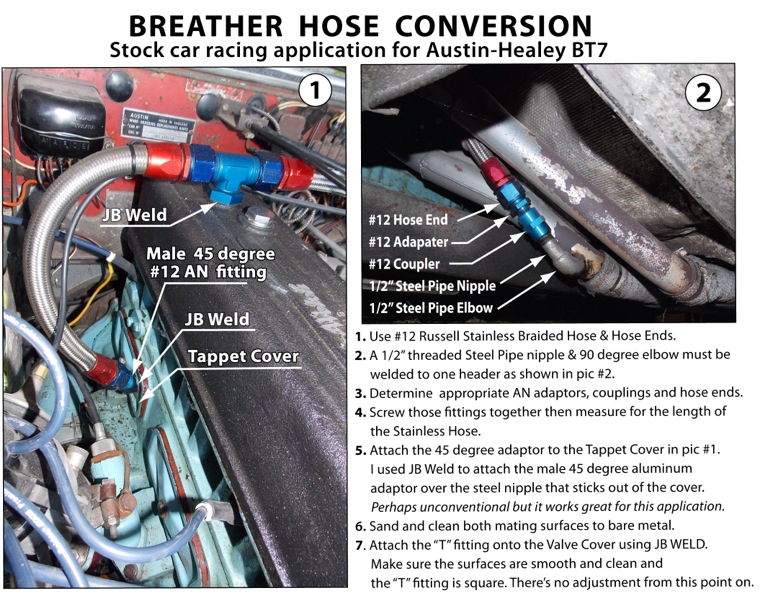 BREATHER HOSE CONVERSION
Stock car racing application for Austin-Healey BT7
1
AUSTIN
JB Weld
Male 45 degree
#12 AN fitting
JB Weld
Tappet Cover
2
#12 Hose End
#12 Adapater
#12 Coupler
1/2” Steel Pipe Nipple
1/2” Steel Pipe Elbow
1. Use #12 Russell Stainless Braided Hose & Hose Ends.
2. A 1/2” threaded Steel Pipe nipple & 90 degree elbow must be
welded to one header as shown in pic #2.
3. Determine appropriate AN adaptors, couplings and hose ends.
4. Screw those fittings together then measure for the length of
the Stainless Hose.
5. Attach the 45 degree adaptor to the Tappet Cover in pic #1.
I used JB Weld to attach the male 45 degree aluminum
adaptor over the steel nipple that sticks out of the cover.
Perhaps unconventional but it works great for this application.
6. Sand and clean both mating surfaces to bare metal.
7. Attach the “T” fitting onto the Valve Cover using JB WELD.
Make sure the surfaces are smooth and clean and
the “T” fitting is square. There’s no adjustment from this point on.